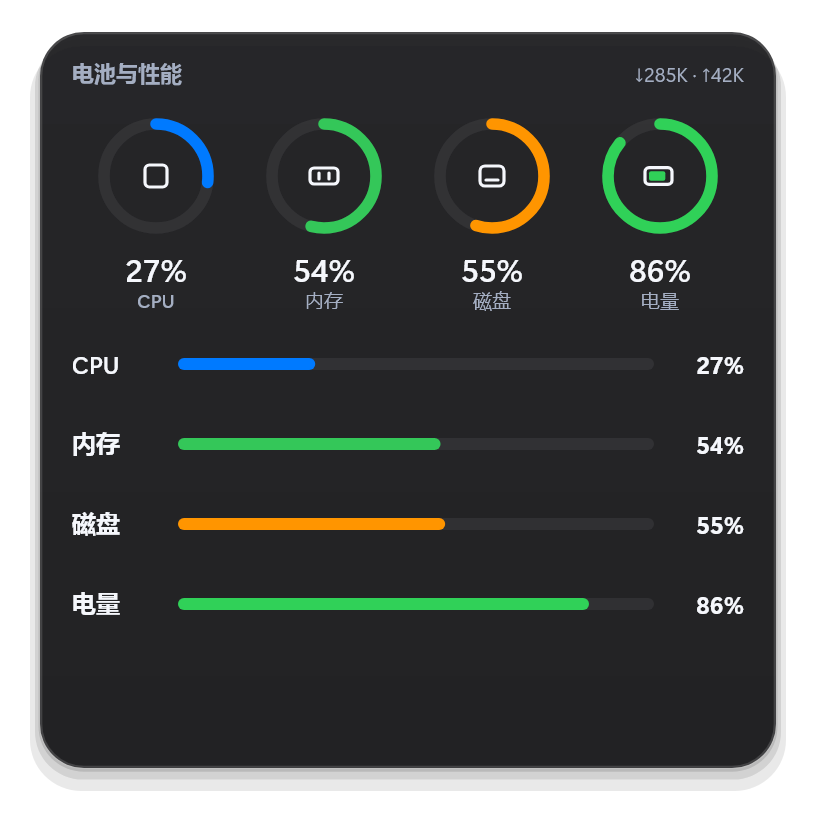 电池与性能 ↓285K · ↑42K
27% 54% 55% 86%
CPU 内存 磁盘 电量
CPU 27%
内存 54%
磁盘 55%
电量 86%